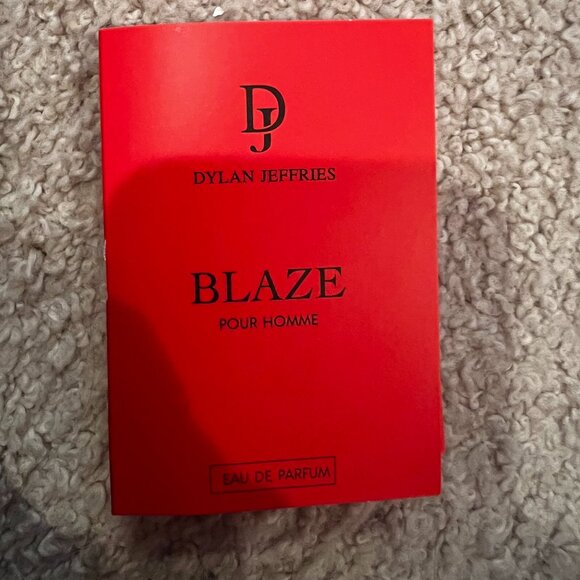 DJ
DYLAN JEFFRIES
BLAZE
POUR HOMME
EAU DE PARFUM